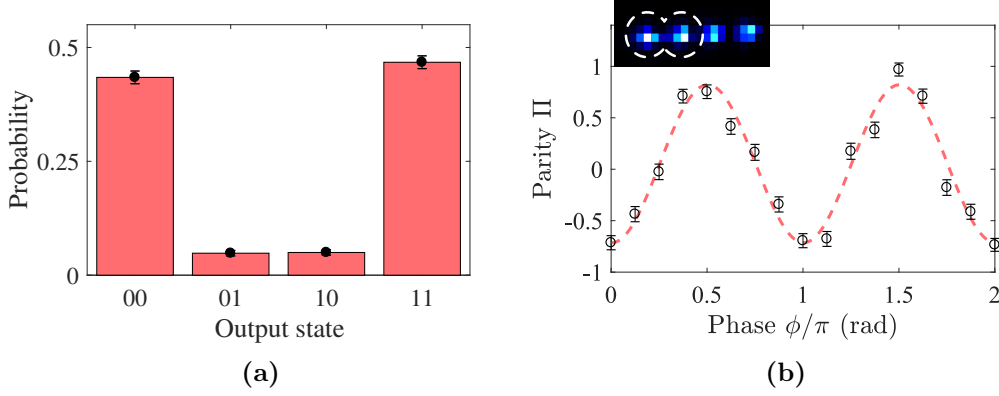 0.5
0.25
0
Probability
00 01 10 11
Output state
(a)
1
0.5
0
-0.5
-1
Parity Π
0 0.5 1 1.5 2
Phase ϕ/π (rad)
(b)